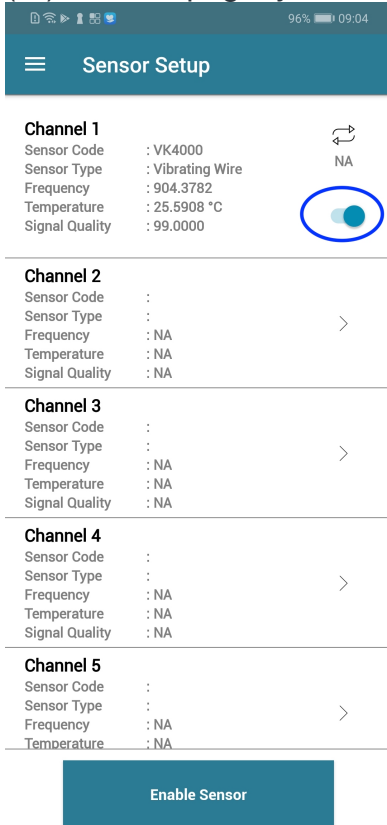 96% 09:04
Sensor Setup
Channel 1
Sensor Code : VK4000
Sensor Type : Vibrating Wire
Frequency : 904.3782
Temperature : 25.5908 °C
Signal Quality : 99.0000
NA
Channel 2
Sensor Code :
Sensor Type :
Frequency : NA
Temperature : NA
Signal Quality : NA
Channel 3
Sensor Code :
Sensor Type :
Frequency : NA
Temperature : NA
Signal Quality : NA
Channel 4
Sensor Code :
Sensor Type :
Frequency : NA
Temperature : NA
Signal Quality : NA
Channel 5
Sensor Code :
Sensor Type :
Frequency : NA
Temperature : NA
Enable Sensor